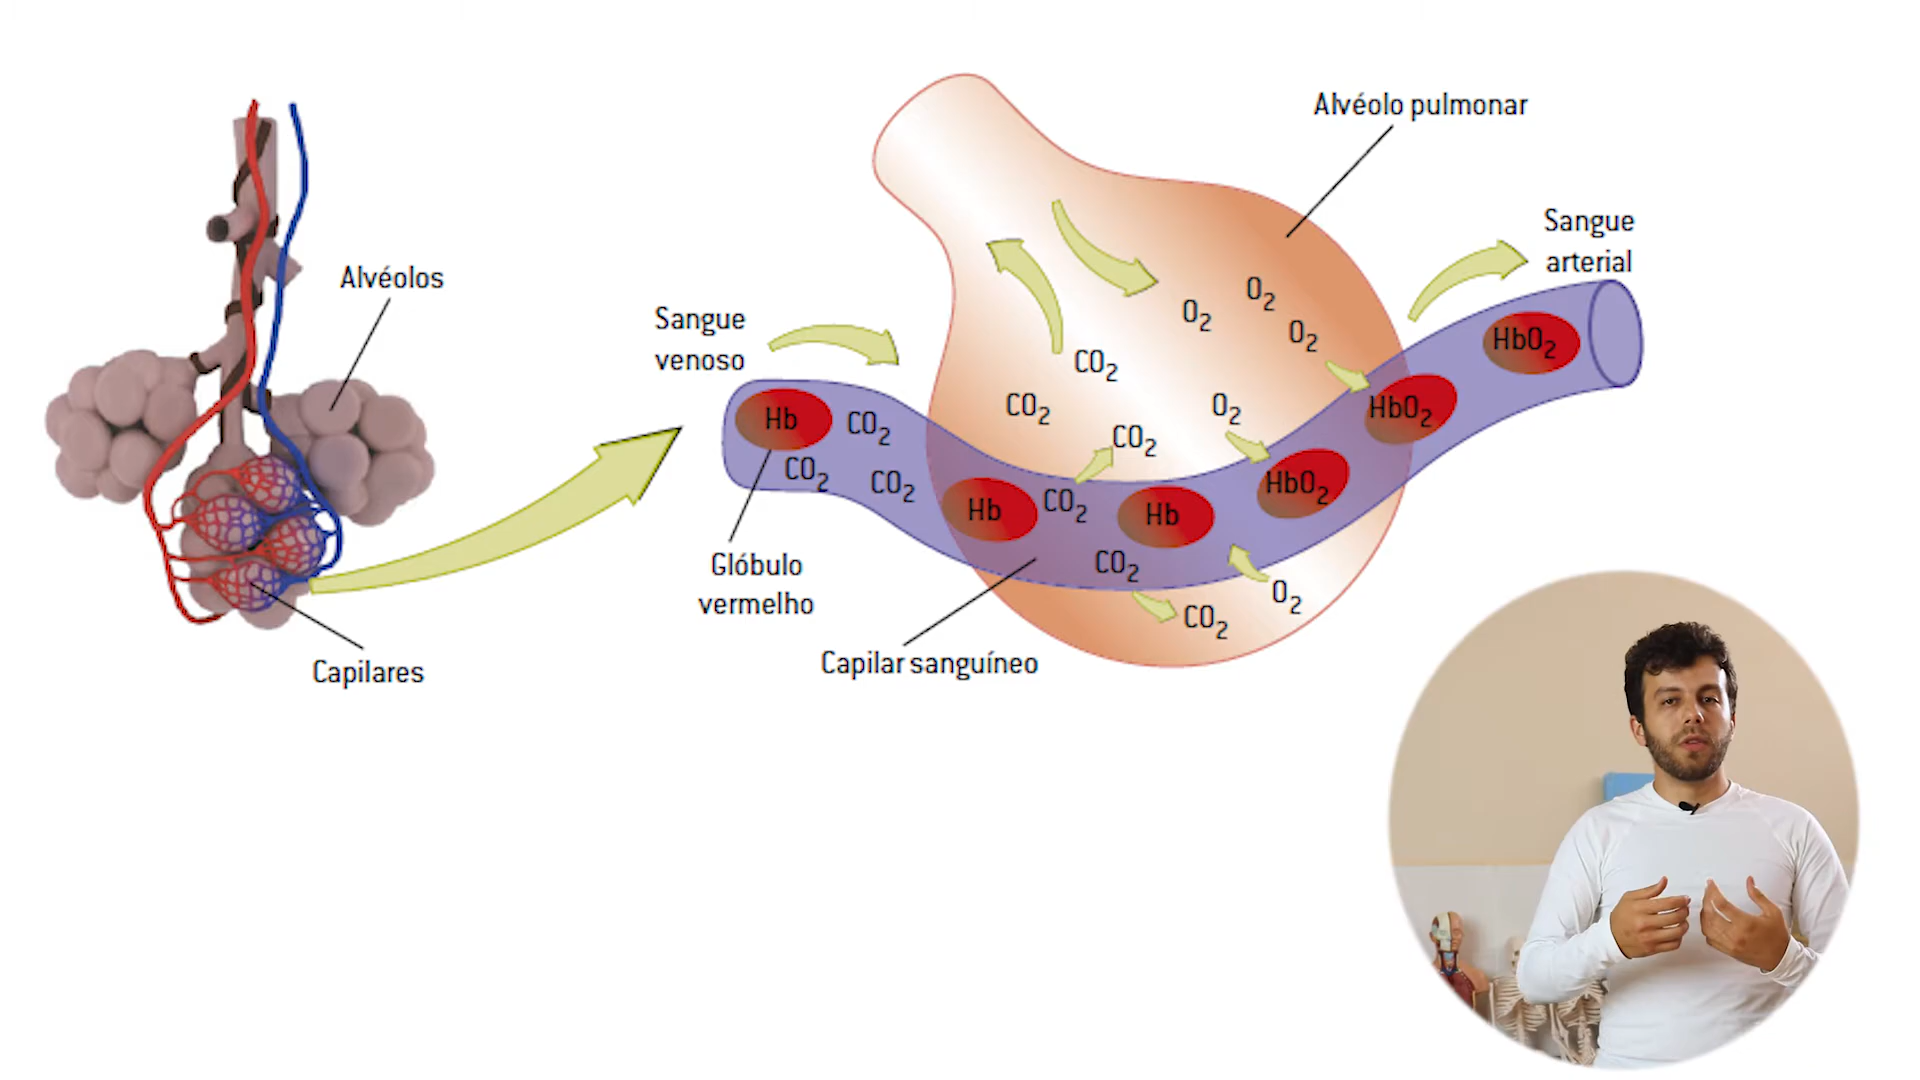 Alvéolos
Capilares
Alvéolo pulmonar
Sangue
arterial
Sangue
venoso
O₂
O₂
O₂
HbO₂
CO₂
CO₂
O₂
HbO₂
Hb
CO₂
CO₂
CO₂
CO₂
HbO₂
Hb
CO₂
Hb
CO₂
O₂
CO₂
Glóbulo
vermelho
Capilar sanguíneo